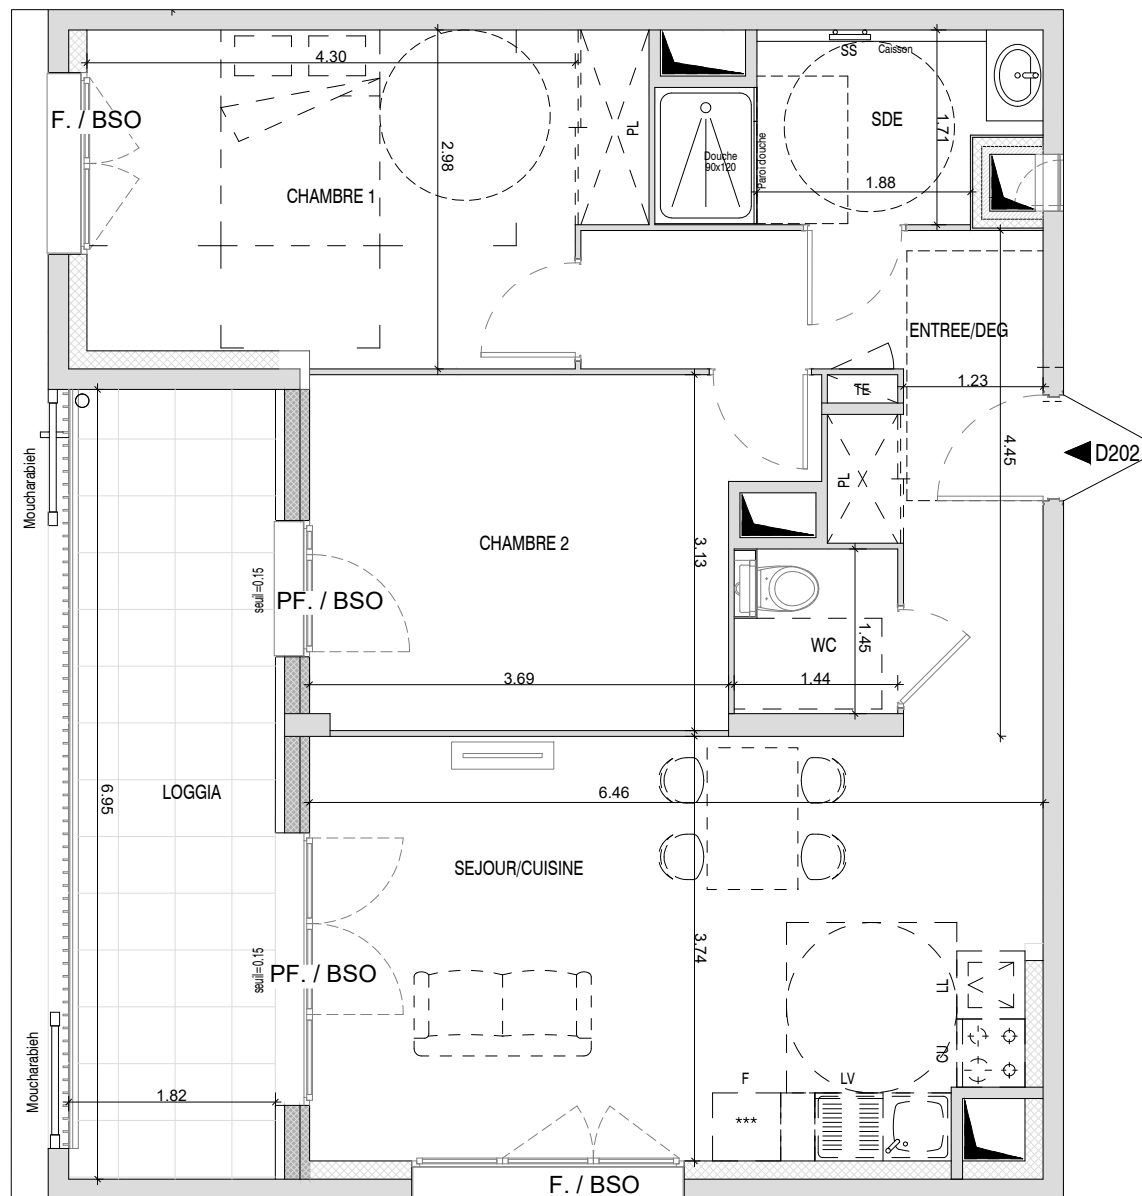 4.30
SS
Caisson
F. / BSO
PL
SDE
1.71
2.98
Douche
90x120
Paroi douche
1.88
CHAMBRE 1
ENTREE/DEG
TE
1.23
4.45
D202
Moucharabieh
PL
CHAMBRE 2
3.13
seuil=0.15
PF. / BSO
WC
1.45
3.69
1.44
LOGGIA
6.95
6.46
SEJOUR/CUISINE
3.74
seuil=0.15
PF. / BSO
LL
CU
Moucharabieh
1.82
F
LV
***
F. / BSO